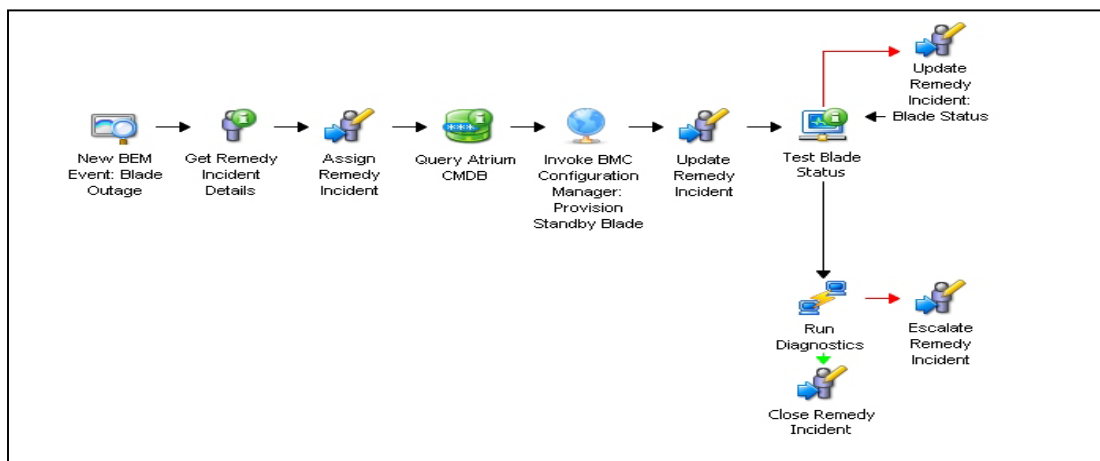 New BEM
Event: Blade
Outage
Get Remedy
Incident
Details
Assign
Remedy
Incident
Query Atrium
CMDB
Invoke BMC
Configuration
Manager:
Provision
Standby Blade
Update
Remedy
Incident
Test Blade
Status
Update
Remedy
Incident:
Blade Status
Run
Diagnostics
Escalate
Remedy
Incident
Close Remedy
Incident